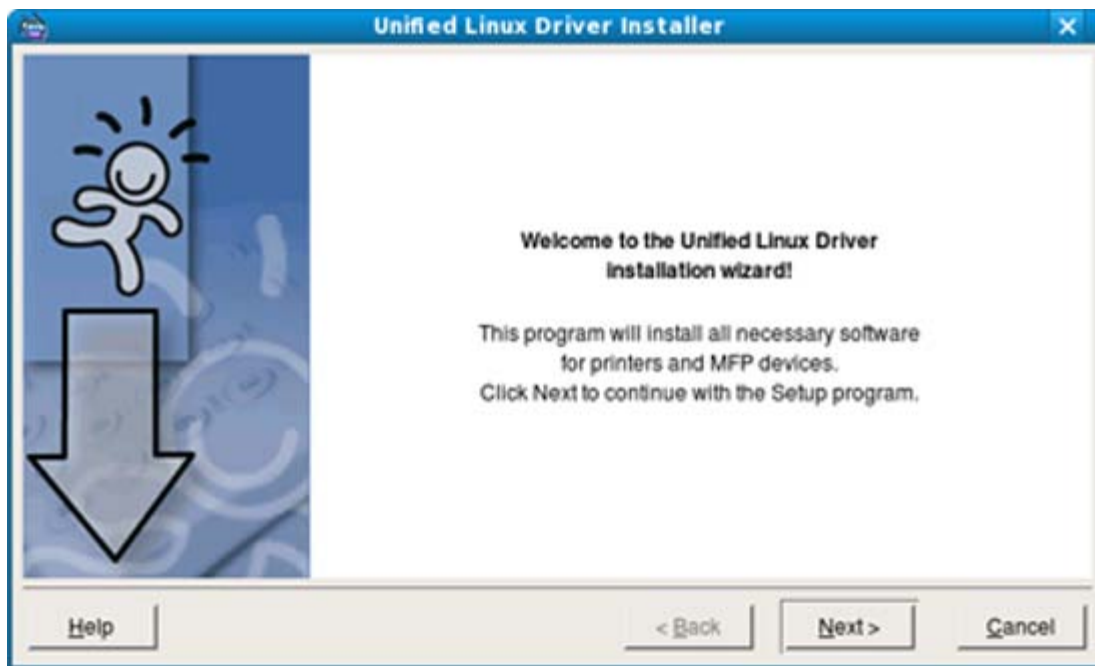 Unified Linux Driver Installer
Welcome to the Unified Linux Driver
installation wizard!
This program will install all necessary software
for printers and MFP devices.
Click Next to continue with the Setup program.
Help
< Back
Next >
Cancel